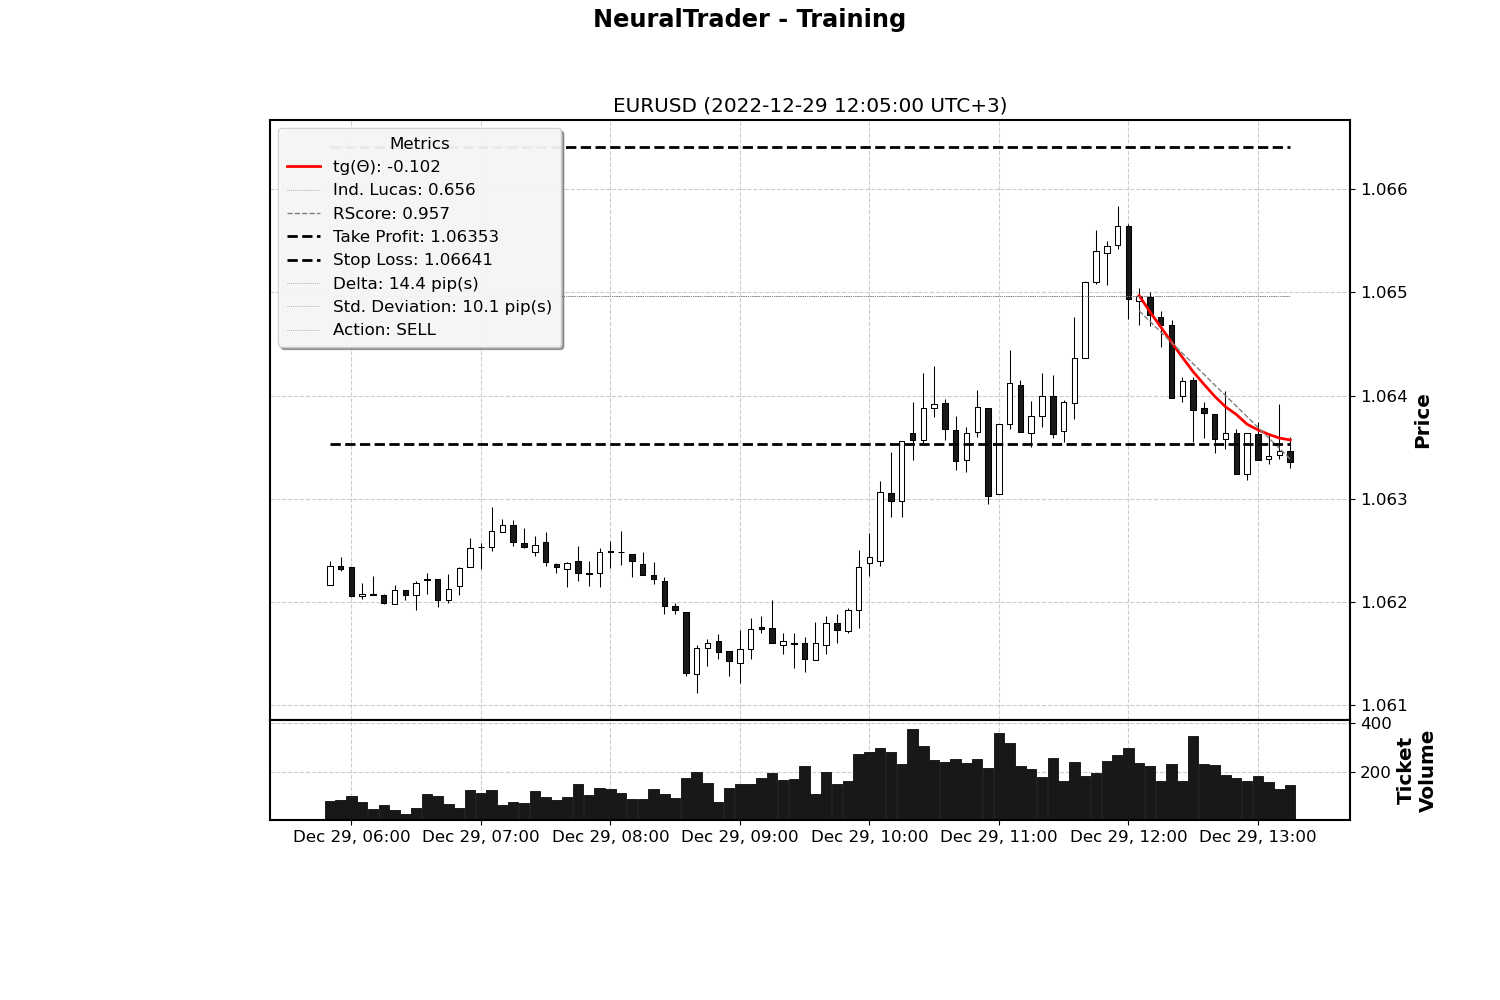 NeuralTrader - Training
EURUSD (2022-12-29 12:05:00 UTC+3)
Metrics
tg(Θ): -0.102
Ind. Lucas: 0.656
RScore: 0.957
Take Profit: 1.06353
Stop Loss: 1.06641
Delta: 14.4 pip(s)
Std. Deviation: 10.1 pip(s)
Action: SELL
1.066
1.065
1.064
1.063
1.062
1.061
Price
400
200
Ticket
Volume
Dec 29, 06:00
Dec 29, 07:00
Dec 29, 08:00
Dec 29, 09:00
Dec 29, 10:00
Dec 29, 11:00
Dec 29, 12:00
Dec 29, 13:00